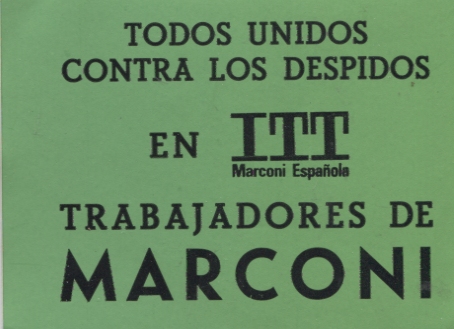 TODOS UNIDOS
CONTRA LOS DESPIDOS
EN ITT
Marconi Española
TRABAJADORES DE
MARCONI